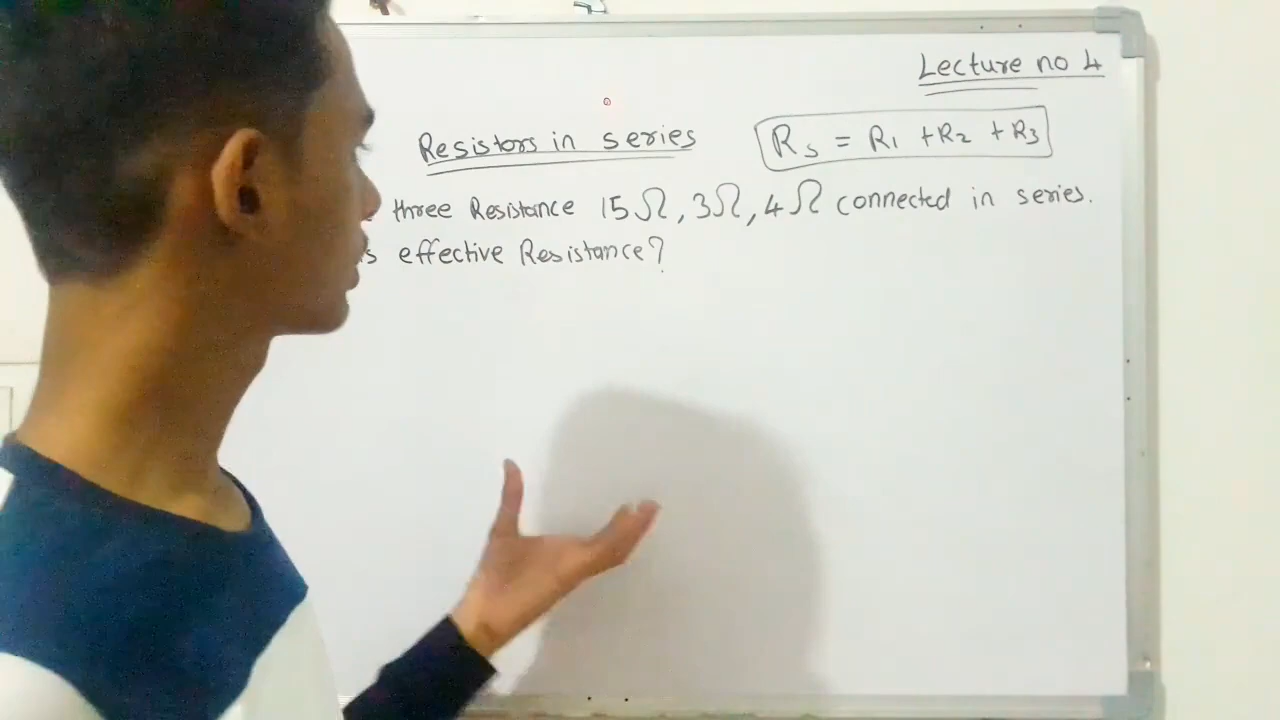 Lecture no 4
Resistors in series
Rs = R1 + R2 + R3
three Resistance 15Ω, 3Ω, 4Ω connected in series.
effective Resistance?